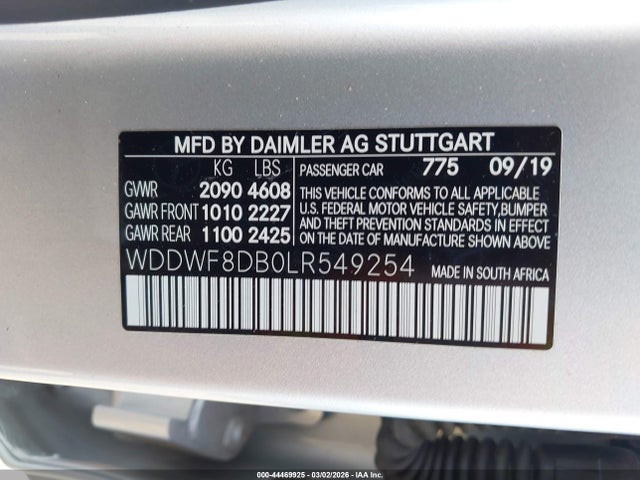 MFD BY DAIMLER AG STUTTGART
KG LBS
GVWR 2090 4608
GAWR FRONT 1010 2227
GAWR REAR 1100 2425
PASSENGER CAR 775 09/19
THIS VEHICLE CONFORMS TO ALL APPLICABLE
U.S. FEDERAL MOTOR VEHICLE SAFETY,BUMPER
AND THEFT PREVENTION STANDARDS IN EFFECT
ON THE DATE OF MANUFACTURE SHOWN ABOVE.
WDDWF8DB0LR549254
MADE IN SOUTH AFRICA
000-44469925 - 03/02/2026 - IAA Inc.